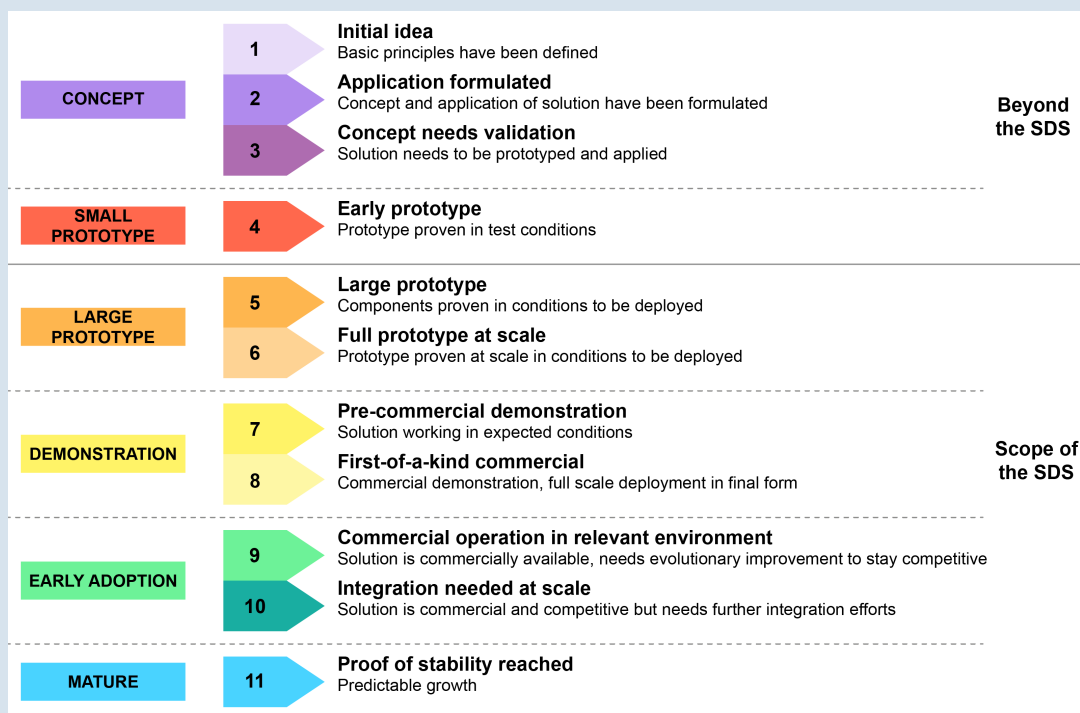 CONCEPT
1
Initial idea
Basic principles have been defined
2
Application formulated
Concept and application of solution have been formulated
3
Concept needs validation
Solution needs to be prototyped and applied
Beyond
the SDS
SMALL
PROTOTYPE
4
Early prototype
Prototype proven in test conditions
LARGE
PROTOTYPE
5
Large prototype
Components proven in conditions to be deployed
6
Full prototype at scale
Prototype proven at scale in conditions to be deployed
DEMONSTRATION
7
Pre-commercial demonstration
Solution working in expected conditions
8
First-of-a-kind commercial
Commercial demonstration, full scale deployment in final form
Scope of
the SDS
EARLY ADOPTION
9
Commercial operation in relevant environment
Solution is commercially available, needs evolutionary improvement to stay competitive
10
Integration needed at scale
Solution is commercial and competitive but needs further integration efforts
MATURE
11
Proof of stability reached
Predictable growth